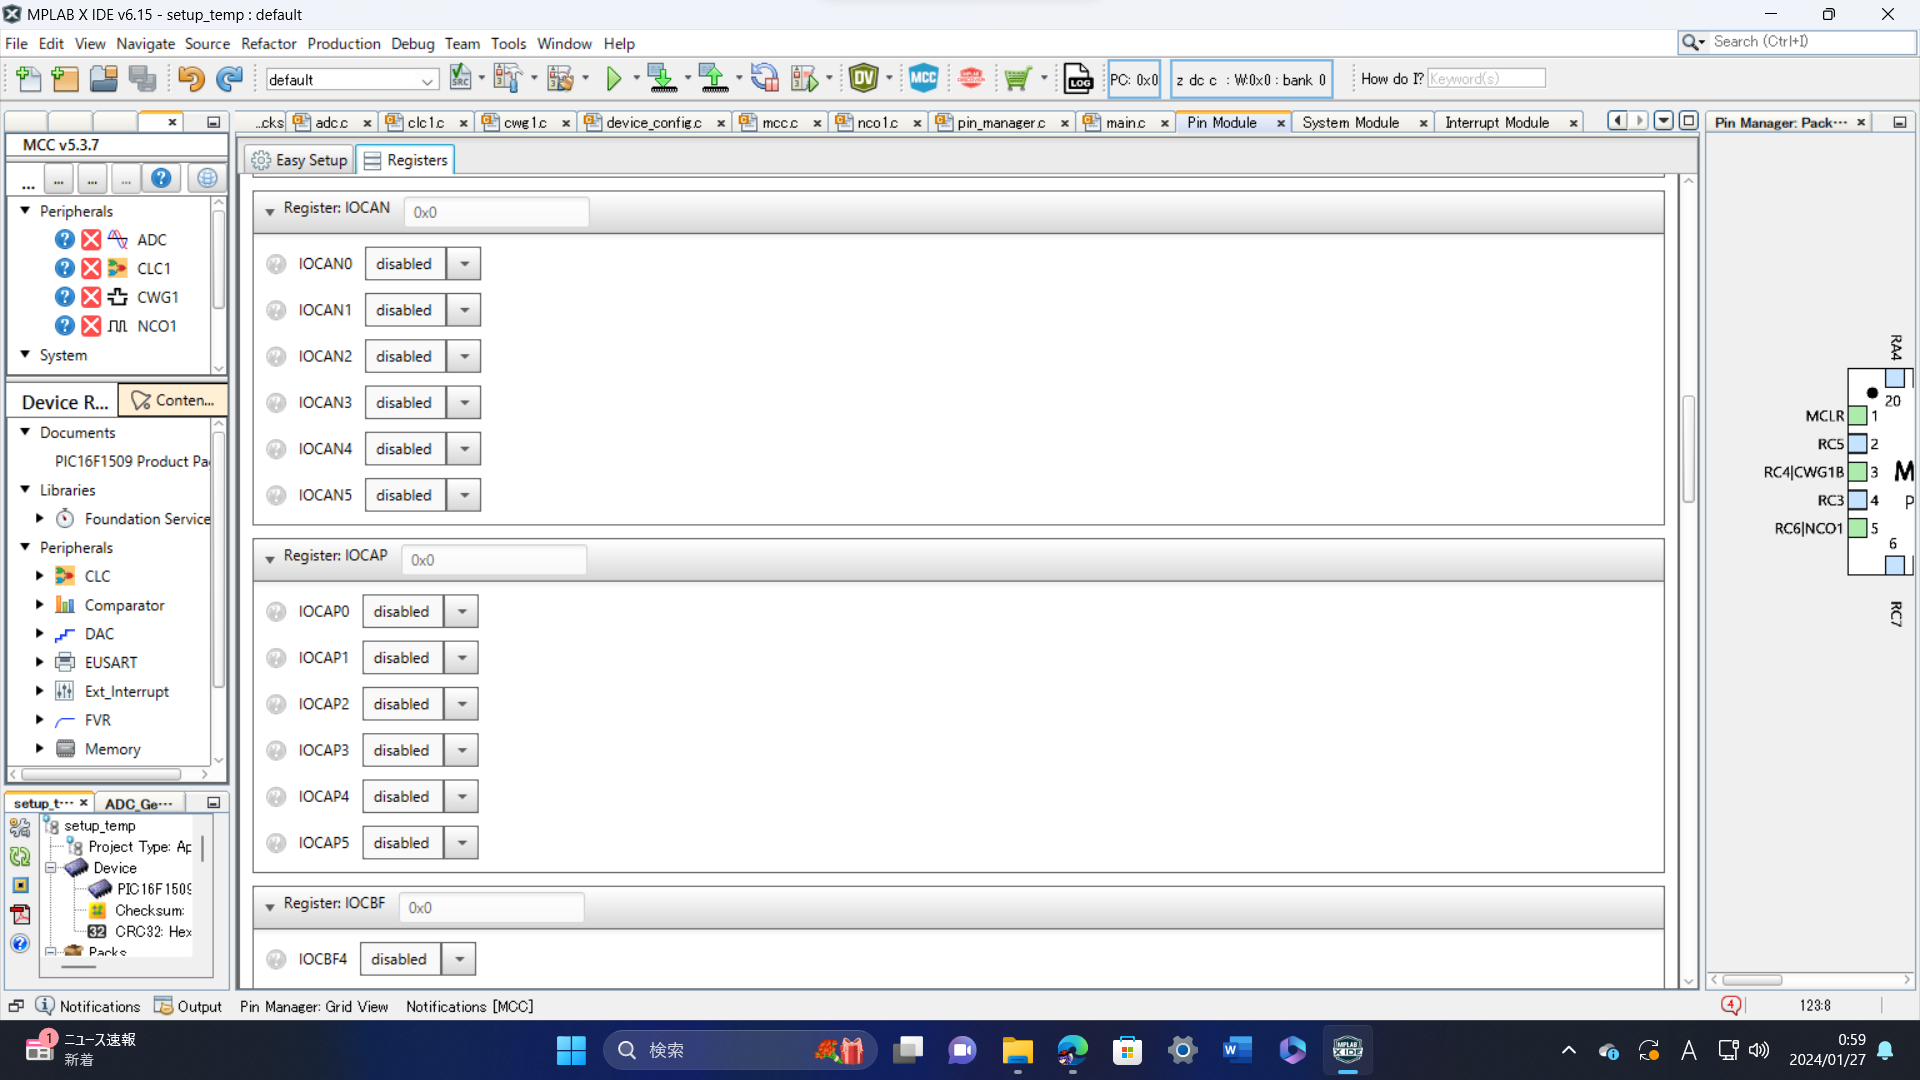 MPLAB X IDE v6.15 - setup_temp : default
File Edit View Navigate Source Refactor Production Debug Team Tools Window Help
Search (Ctrl+I)
default
PC: 0x0
z dc c : W:0x0 : bank 0
How do I?
Keyword(s)
...cks
adc.c
clc1.c
cwg1.c
device_config.c
mcc.c
nco1.c
pin_manager.c
main.c
Pin Module
System Module
Interrupt Module
Pin Manager: Pack...
MCC v5.3.7
Easy Setup
Registers
... ... ... ...
Peripherals
ADC
CLC1
CWG1
NCO1
System
Device R...
Conten...
Documents
PIC16F1509 Product Pa
Libraries
Foundation Service
Peripherals
CLC
Comparator
DAC
EUSART
Ext_Interrupt
FVR
Memory
setup_t...
ADC_Ge...
setup_temp
Project Type: Ap
Device
PIC16F1509
Checksum:
CRC32: Hex
Packs
Register: IOCAN 0x0
IOCAN0 disabled
IOCAN1 disabled
IOCAN2 disabled
IOCAN3 disabled
IOCAN4 disabled
IOCAN5 disabled
Register: IOCAP 0x0
IOCAP0 disabled
IOCAP1 disabled
IOCAP2 disabled
IOCAP3 disabled
IOCAP4 disabled
IOCAP5 disabled
Register: IOCBF 0x0
IOCBF4 disabled
RA4
20
MCLR 1
RC5 2
RC4|CWG1B 3
M
RC3 4
P
RC6|NCO1 5
6
RC7
Notifications
Output
Pin Manager: Grid View
Notifications [MCC]
4
123:8
1
ニュース速報
新着
検索
A
0:59
2024/01/27